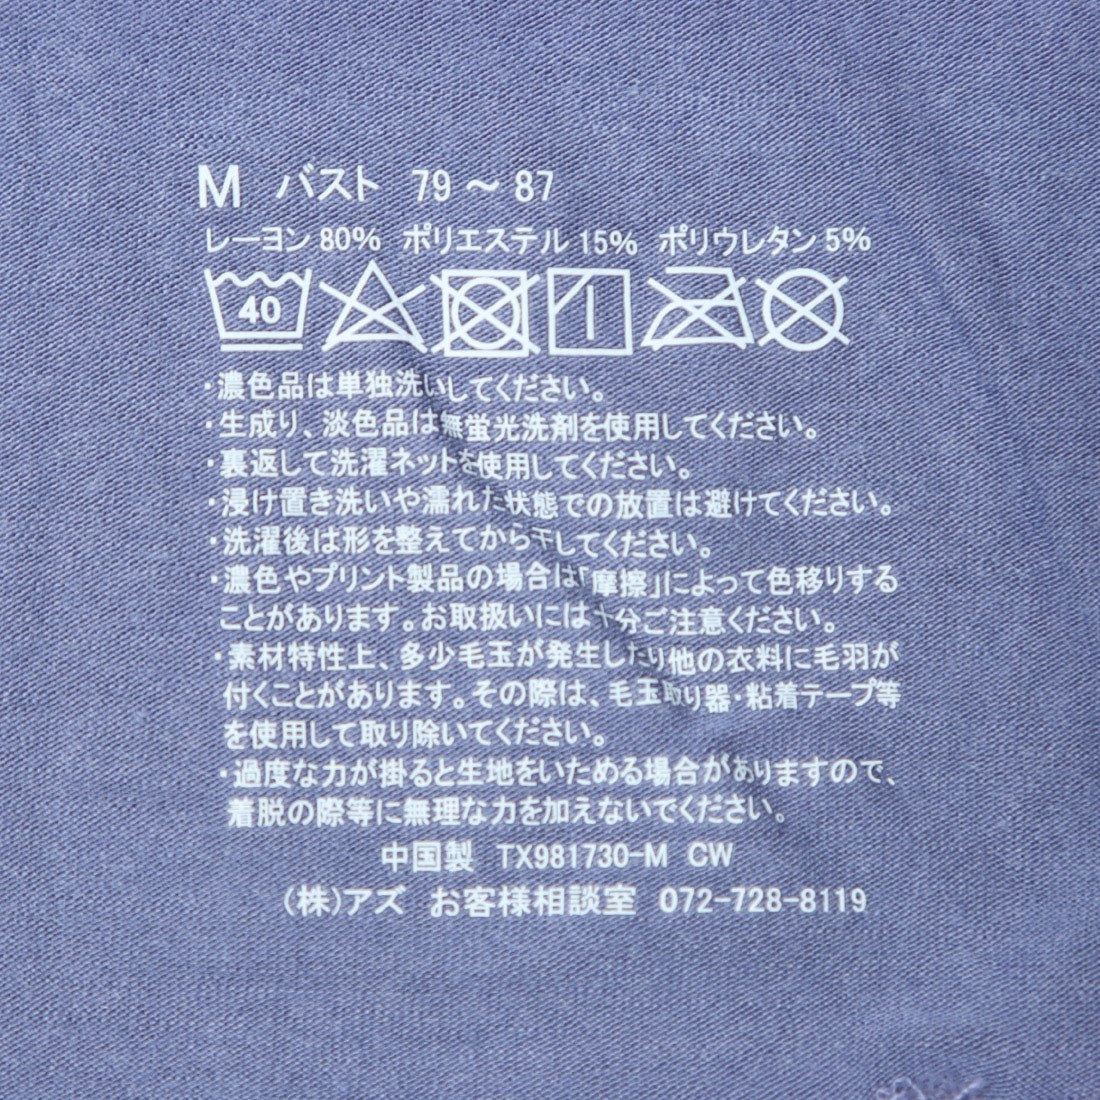 M バスト 79～87
レーヨン 80% ポリエステル 15% ポリウレタン 5%
40
・濃色品は単独洗いしてください。
・生成り、淡色品は無蛍光洗剤を使用してください。
・裏返して洗濯ネットを使用してください。
・浸け置き洗いや濡れた状態での放置は避けてください。
・洗濯後は形を整えてから干してください。
・濃色やプリント製品の場合は「摩擦」によって色移りする
ことがあります。お取扱いには十分ご注意ください。
・素材特性上、多少毛玉が発生したり他の衣料に毛羽が
付くことがあります。その際は、毛玉取り器・粘着テープ等
を使用して取り除いてください。
・過度な力が掛ると生地をいためる場合がありますので、
着脱の際等に無理な力を加えないでください。
中国製 TX981730-M CW
(株)アズ お客様相談室 072-728-8119